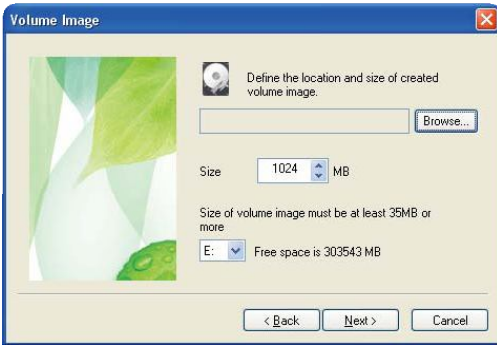 Volume Image
Define the location and size of created
volume image.
Browse...
Size 1024 MB
Size of volume image must be at least 35MB or
more
E: Free space is 303543 MB
< Back Next > Cancel